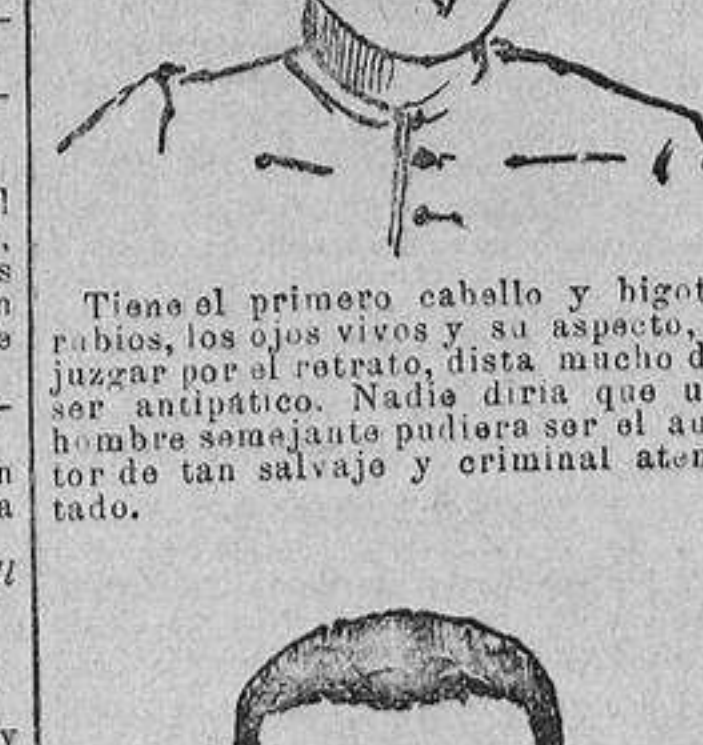 Tiene el primero cabello y bigot
rubios, los ojos vivos y su aspecto,
juzgar por el retrato, dista mucho d
ser antipático. Nadie diria que u
hombre semejante pudiera ser el au
tor de tan salvaje y criminal aten
tado.